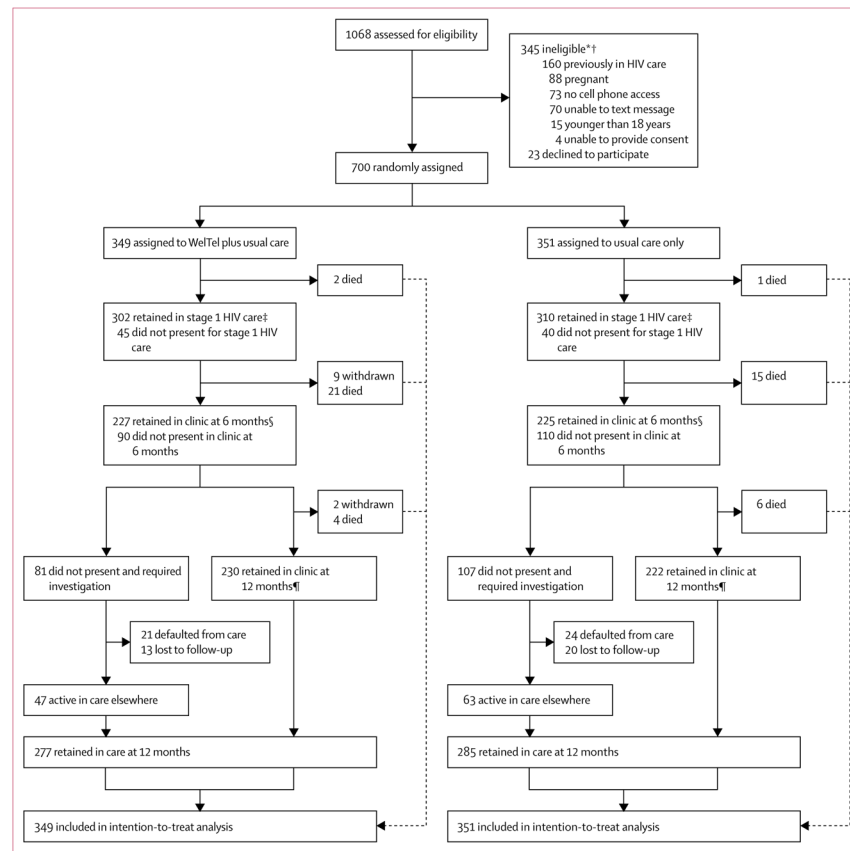 1068 assessed for eligibility
345 ineligible*†
160 previously in HIV care
88 pregnant
73 no cell phone access
70 unable to text message
15 younger than 18 years
4 unable to provide consent
23 declined to participate
700 randomly assigned
349 assigned to WelTel plus usual care
2 died
302 retained in stage 1 HIV care‡
45 did not present for stage 1 HIV
care
9 withdrawn
21 died
227 retained in clinic at 6 months§
90 did not present in clinic at
6 months
2 withdrawn
4 died
81 did not present and required
investigation
230 retained in clinic at
12 months¶
21 defaulted from care
13 lost to follow-up
47 active in care elsewhere
277 retained in care at 12 months
349 included in intention-to-treat analysis
351 assigned to usual care only
1 died
310 retained in stage 1 HIV care‡
40 did not present for stage 1 HIV
care
15 died
225 retained in clinic at 6 months§
110 did not present in clinic at
6 months
6 died
107 did not present and
required investigation
222 retained in clinic at
12 months¶
24 defaulted from care
20 lost to follow-up
63 active in care elsewhere
285 retained in care at 12 months
351 included in intention-to-treat analysis